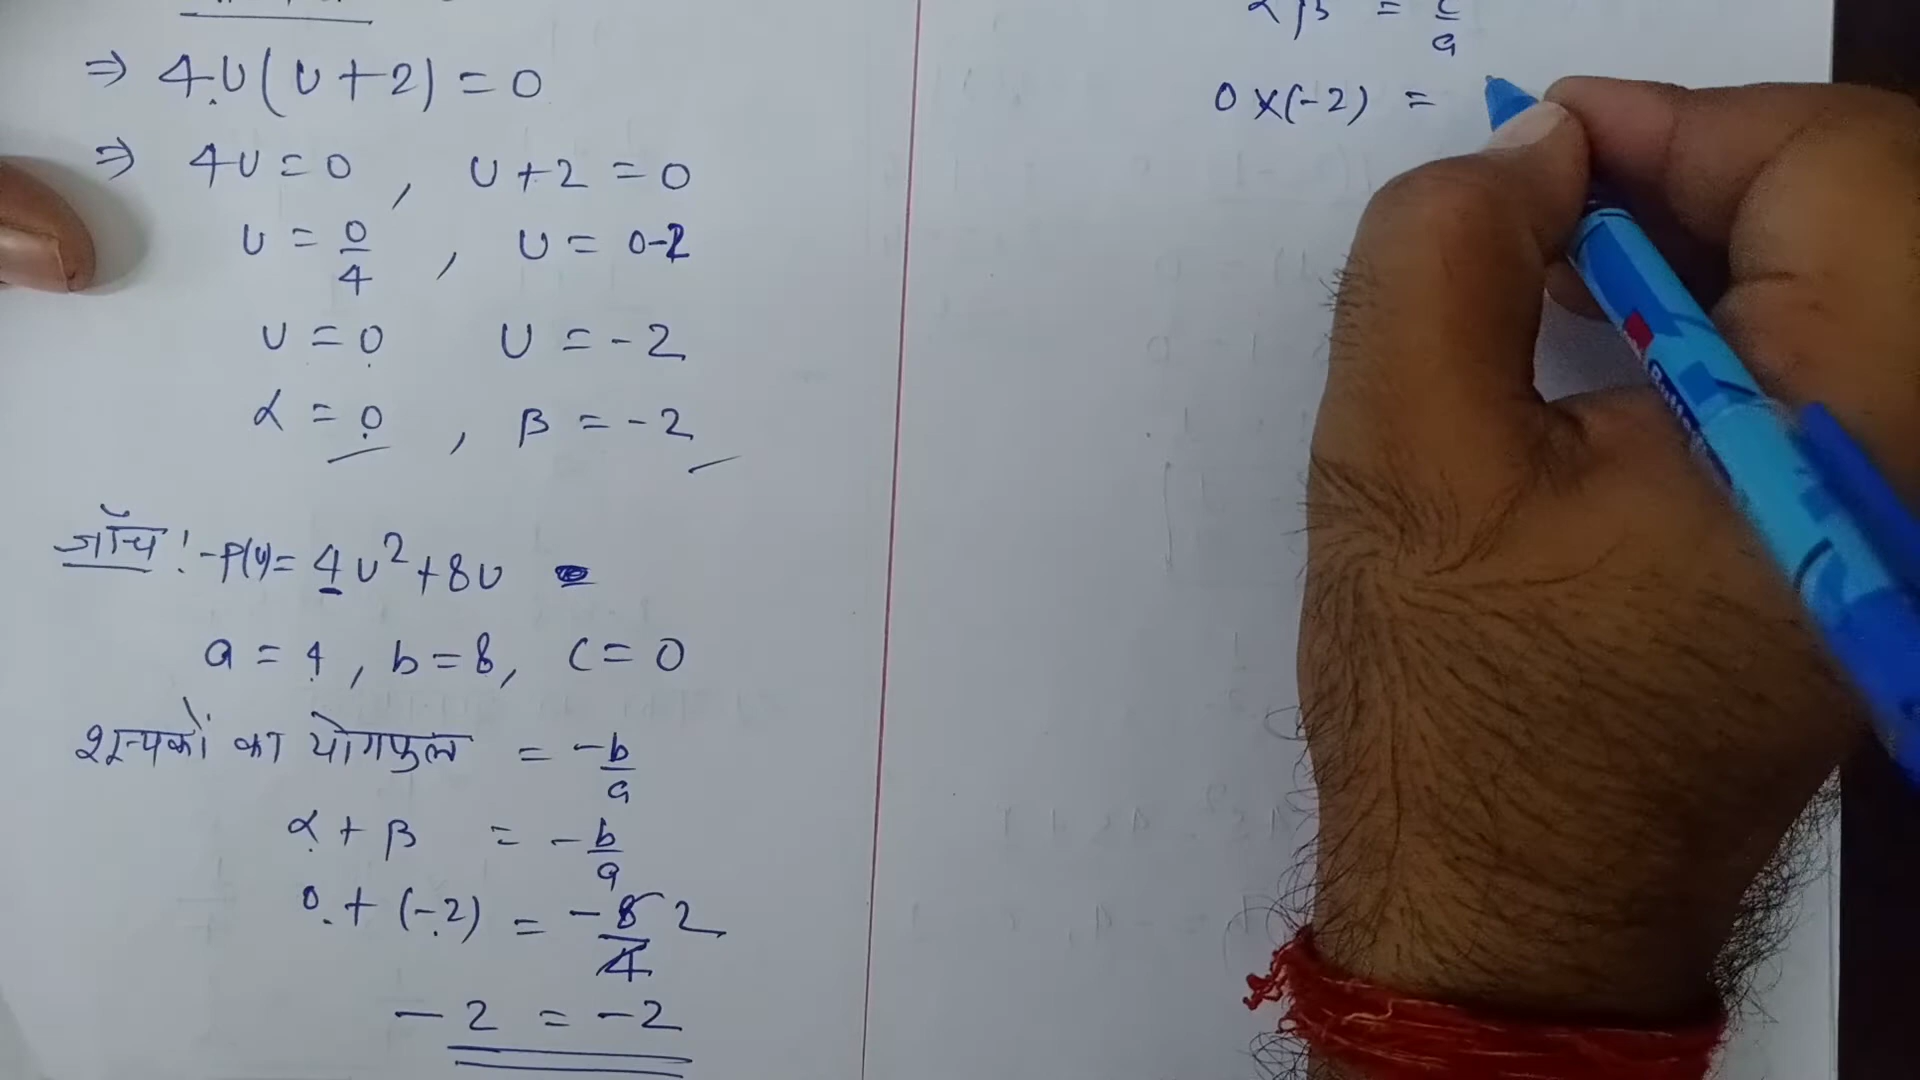 ⇒ 4U(U+2) = 0
⇒ 4U = 0 , U+2 = 0
U = 0/4 , U = 0-2
U = 0 U = -2
α = 0 , β = -2
जाँच :- P(U) = 4U²+8U
a = 4 , b = 8, c = 0
शून्यकों का योगफल = -b/a
α + β = -b/a
0 + (-2) = -8/4 2
-2 = -2
αβ = c/a
0 × (-2) =